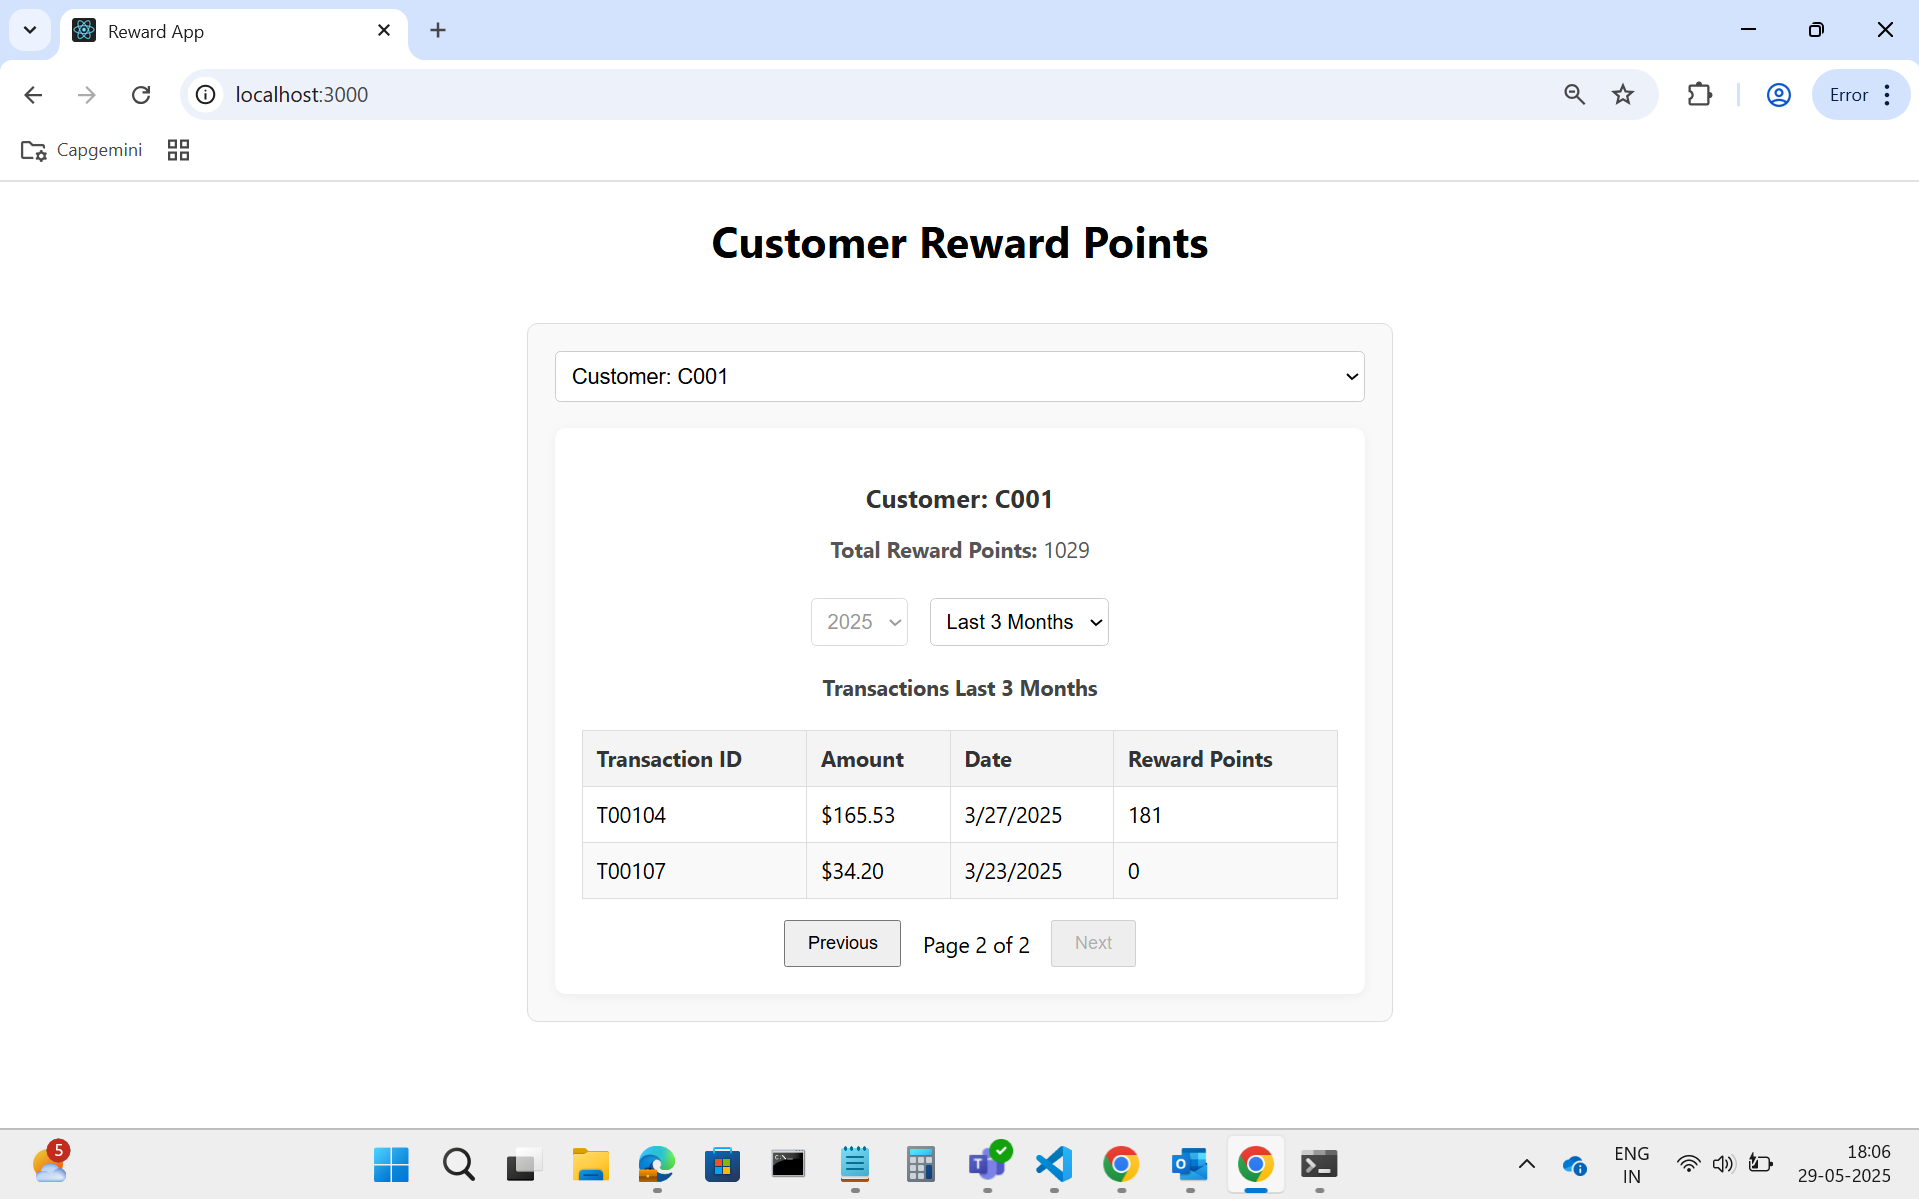 Reward App
localhost:3000
Error
Capgemini
Customer Reward Points
Customer: C001
Customer: C001
Total Reward Points: 1029
2025
Last 3 Months
Transactions Last 3 Months
Transaction ID Amount Date Reward Points
T00104 $165.53 3/27/2025 181
T00107 $34.20 3/23/2025 0
Previous Page 2 of 2 Next
5
ENG
IN
18:06
29-05-2025